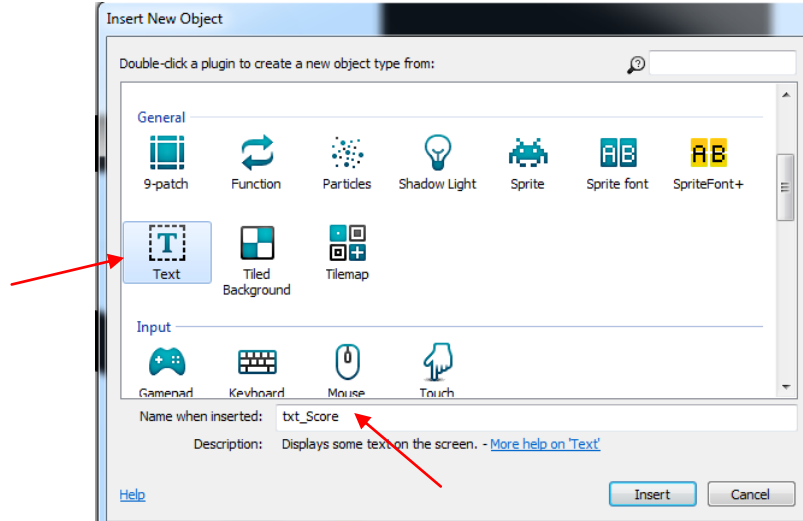 Insert New Object
Double-click a plugin to create a new object type from:
General
9-patch Function Particles Shadow Light Sprite Sprite font SpriteFont+
Text Tiled Background Tilemap
Input
Gamepad Keyboard Mouse Touch
Name when inserted: txt_Score
Description: Displays some text on the screen. - More help on 'Text'
Help Insert Cancel